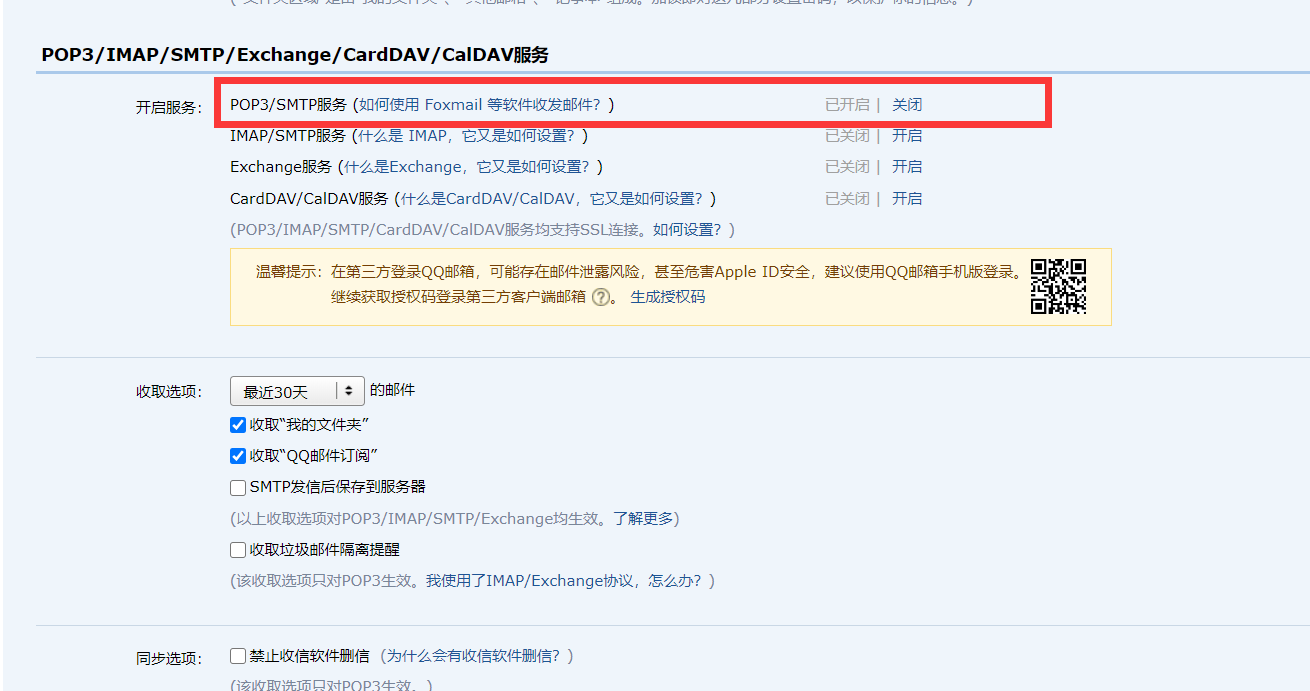 POP3/IMAP/SMTP/Exchange/CardDAV/CalDAV服务
开启服务： POP3/SMTP服务 (如何使用 Foxmail 等软件收发邮件？) 已开启 | 关闭
IMAP/SMTP服务 (什么是 IMAP，它又是如何设置？) 已关闭 | 开启
Exchange服务 (什么是Exchange，它又是如何设置？) 已关闭 | 开启
CardDAV/CalDAV服务 (什么是CardDAV/CalDAV，它又是如何设置？) 已关闭 | 开启
(POP3/IMAP/SMTP/CardDAV/CalDAV服务均支持SSL连接。如何设置？)
温馨提示：在第三方登录QQ邮箱，可能存在邮件泄露风险，甚至危害Apple ID安全，建议使用QQ邮箱手机版登录。
继续获取授权码登录第三方客户端邮箱 ?。 生成授权码
收取选项： 最近30天 的邮件
收取“我的文件夹”
收取“QQ邮件订阅”
SMTP发信后保存到服务器
(以上收取选项对POP3/IMAP/SMTP/Exchange均生效。了解更多)
收取垃圾邮件隔离提醒
(该收取选项只对POP3生效。我使用了IMAP/Exchange协议，怎么办？)
同步选项： 禁止收信软件删信 (为什么会有收信软件删信？)
(该收取选项只对POP3生效。)